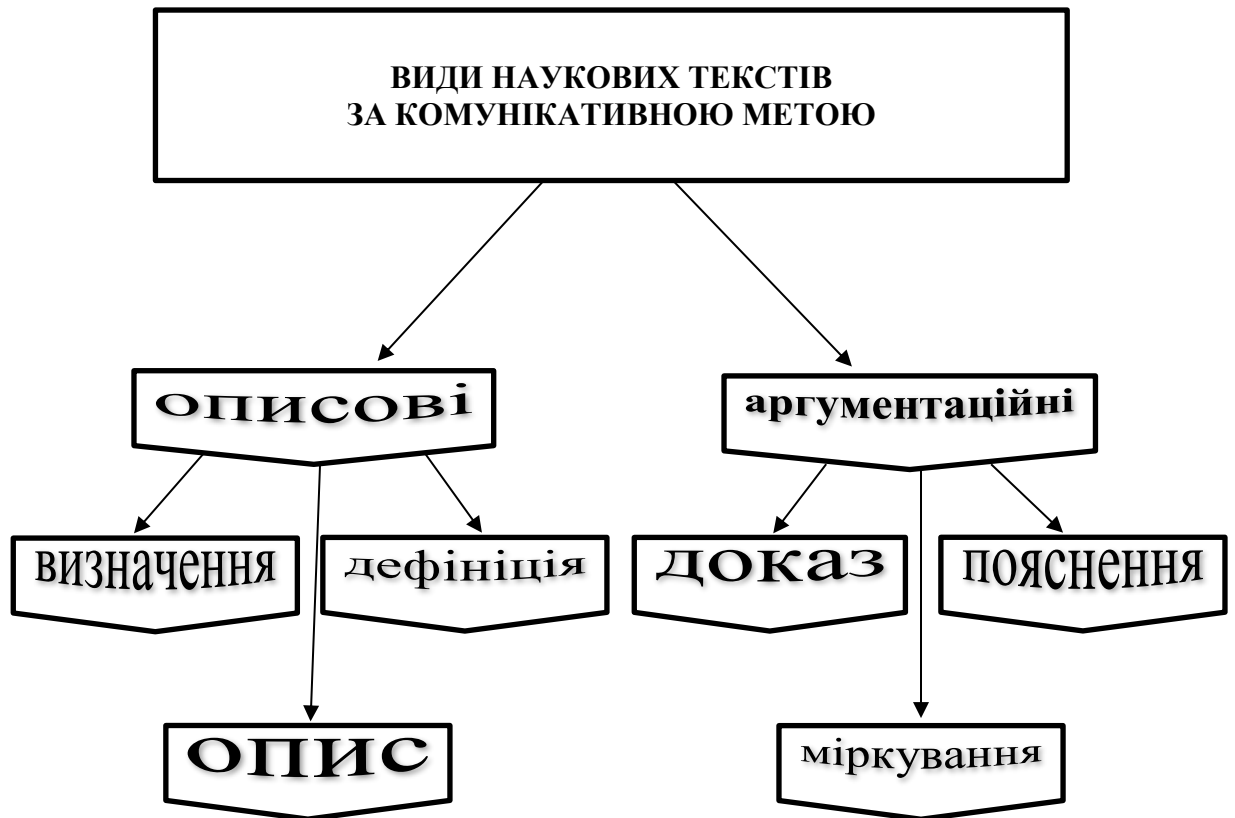 ВИДИ НАУКОВИХ ТЕКСТІВ
ЗА КОМУНІКАТИВНОЮ МЕТОЮ
описові
аргументаційні
визначення
дефініція
доказ
пояснення
опис
міркування